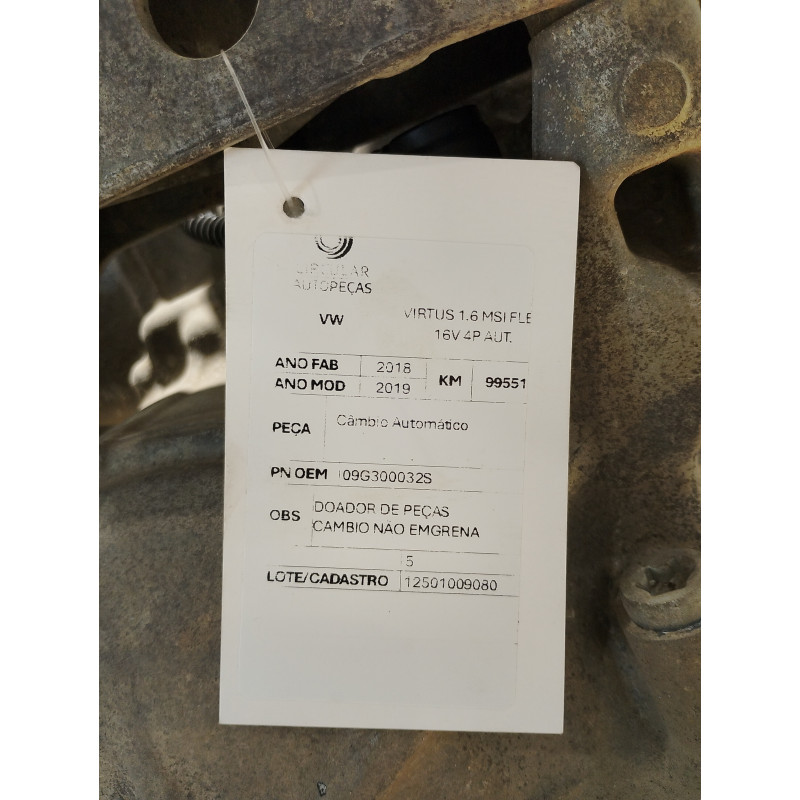 CIRCULAR
AUTOPEÇAS
VW VIRTUS 1.6 MSI FLE
16V 4P AUT.
ANO FAB 2018
ANO MOD 2019 KM 99551
PEÇA Câmbio Automático
PN OEM 09G300032S
OBS DOADOR DE PEÇAS
CAMBIO NAO EMGRENA
5
LOTE/CADASTRO 12501009080